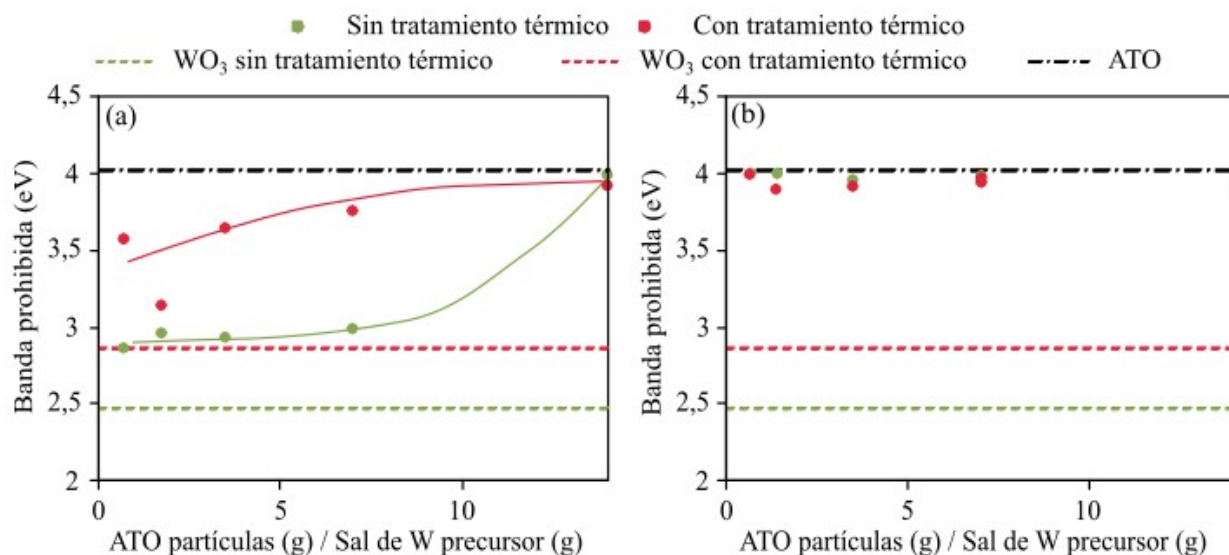 Sin tratamiento térmico Con tratamiento térmico
WO₃ sin tratamiento térmico WO₃ con tratamiento térmico ATO
(a)
Banda prohibida (eV)
4,5
4
3,5
3
2,5
2
0 5 10
ATO partículas (g) / Sal de W precursor (g)
(b)
Banda prohibida (eV)
4,5
4
3,5
3
2,5
2
0 5 10
ATO partículas (g) / Sal de W precursor (g)